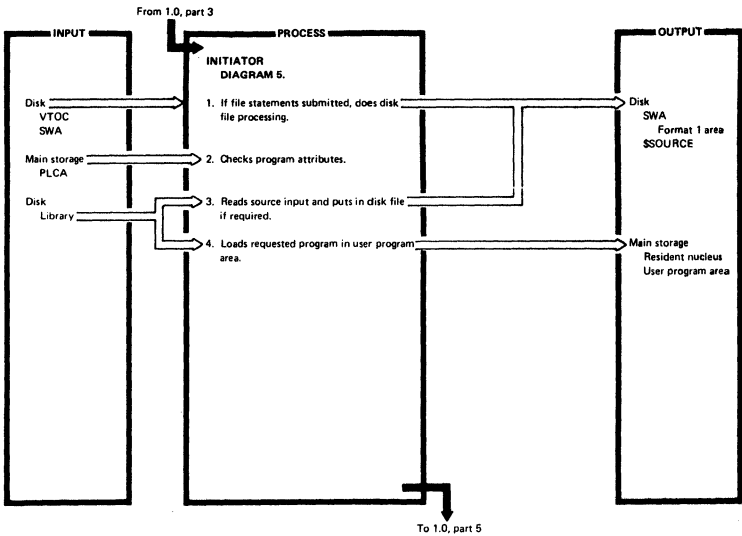 From 1.0, part 3
INPUT
PROCESS
OUTPUT
INITIATOR
DIAGRAM 5.
Disk
VTOC
SWA
1. If file statements submitted, does disk
file processing.
Disk
SWA
Format 1 area
$SOURCE
Main storage
PLCA
2. Checks program attributes.
Disk
Library
3. Reads source input and puts in disk file
if required.
4. Loads requested program in user program
area.
Main storage
Resident nucleus
User program area
To 1.0, part 5